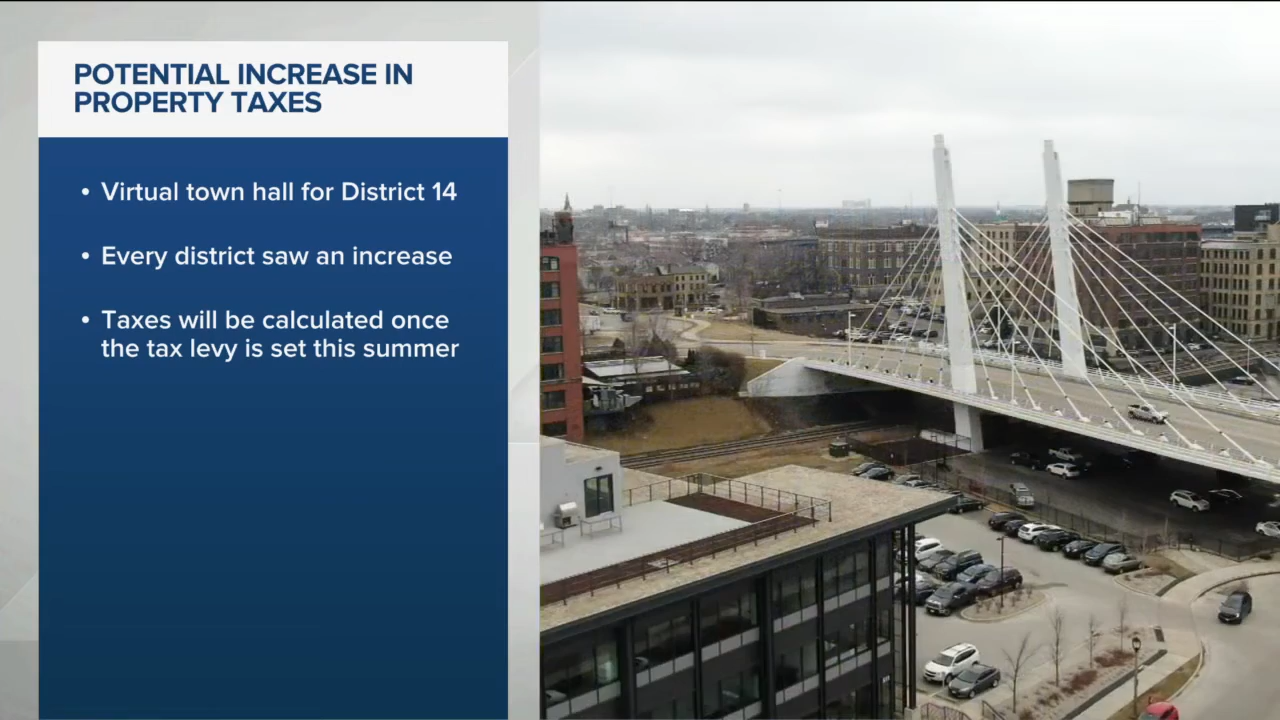 POTENTIAL INCREASE IN
PROPERTY TAXES
• Virtual town hall for District 14
• Every district saw an increase
• Taxes will be calculated once
the tax levy is set this summer